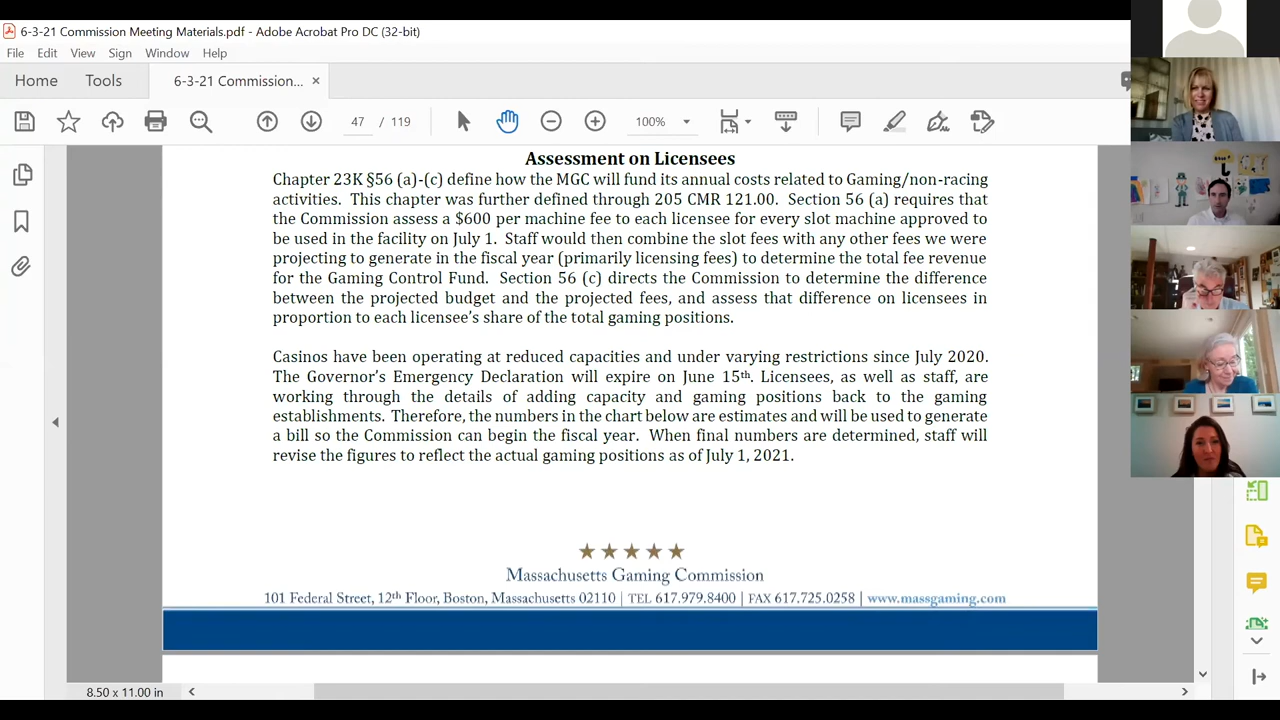 6-3-21 Commission Meeting Materials.pdf - Adobe Acrobat Pro DC (32-bit)
File Edit View Sign Window Help
Home Tools 6-3-21 Commission... ×
47 / 119 100%
Assessment on Licensees
Chapter 23K §56 (a)-(c) define how the MGC will fund its annual costs related to Gaming/non-racing
activities. This chapter was further defined through 205 CMR 121.00. Section 56 (a) requires that
the Commission assess a $600 per machine fee to each licensee for every slot machine approved to
be used in the facility on July 1. Staff would then combine the slot fees with any other fees we were
projecting to generate in the fiscal year (primarily licensing fees) to determine the total fee revenue
for the Gaming Control Fund. Section 56 (c) directs the Commission to determine the difference
between the projected budget and the projected fees, and assess that difference on licensees in
proportion to each licensee's share of the total gaming positions.
Casinos have been operating at reduced capacities and under varying restrictions since July 2020.
The Governor's Emergency Declaration will expire on June 15th. Licensees, as well as staff, are
working through the details of adding capacity and gaming positions back to the gaming
establishments. Therefore, the numbers in the chart below are estimates and will be used to generate
a bill so the Commission can begin the fiscal year. When final numbers are determined, staff will
revise the figures to reflect the actual gaming positions as of July 1, 2021.
★★★★★
Massachusetts Gaming Commission
101 Federal Street, 12th Floor, Boston, Massachusetts 02110 | TEL 617.979.8400 | FAX 617.725.0258 | www.massgaming.com
8.50 x 11.00 in